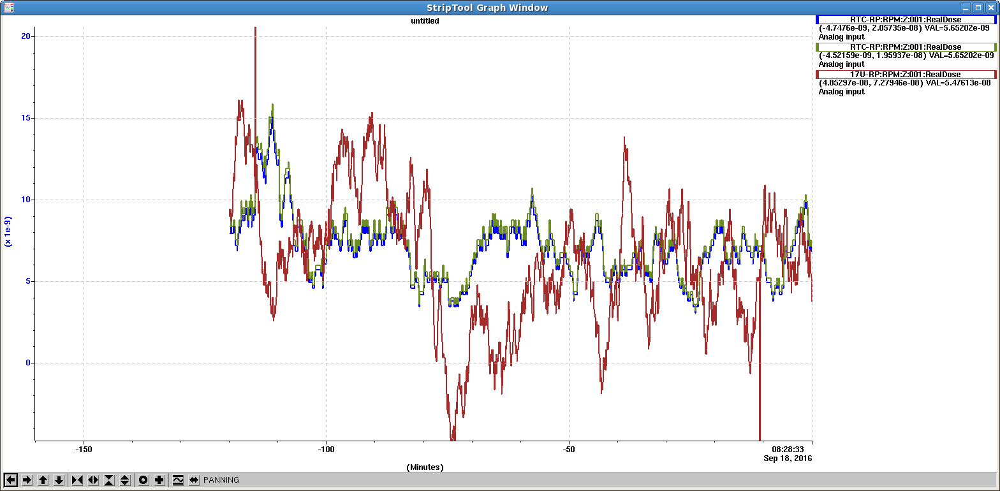 StripTool Graph Window
untitled
RTC-RP:RPM:Z:001:RealDose
(-4.7476e-09, 2.05735e-08) VAL=5.65202e-09
Analog input
RTC-RP:RPM:Z:001:RealDose
(-4.52159e-09, 1.95937e-08) VAL=5.65202e-09
Analog input
17U-RP:RPM:Z:001:RealDose
(4.85297e-08, 7.27946e-08) VAL=5.47613e-08
Analog input
20
15
10
5
0
(x 1e-9)
-150
-100
-50
08:28:33
Sep 18, 2016
(Minutes)
PANNING